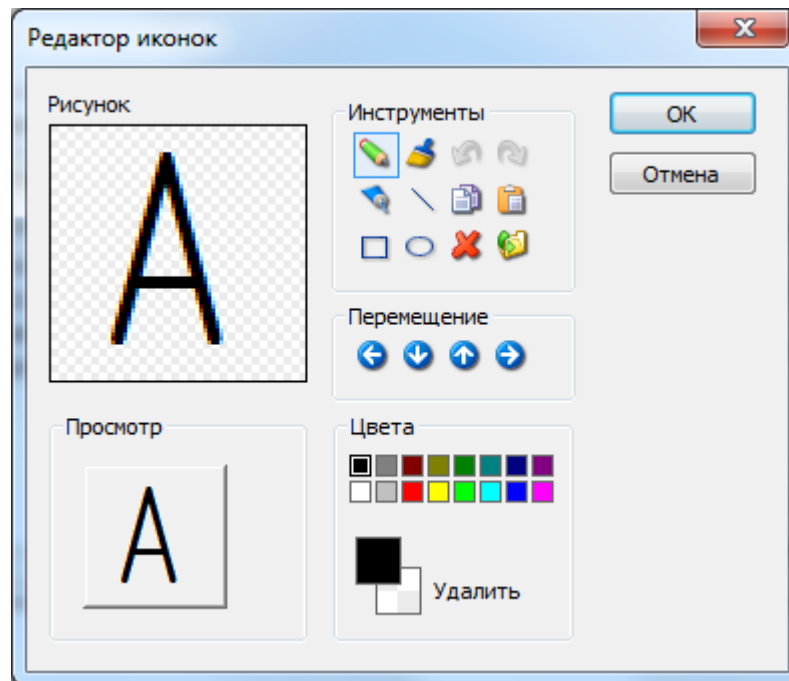 Редактор иконок
Рисунок
A
Инструменты
OK
Отмена
Перемещение
Просмотр
A
Цвета
Удалить